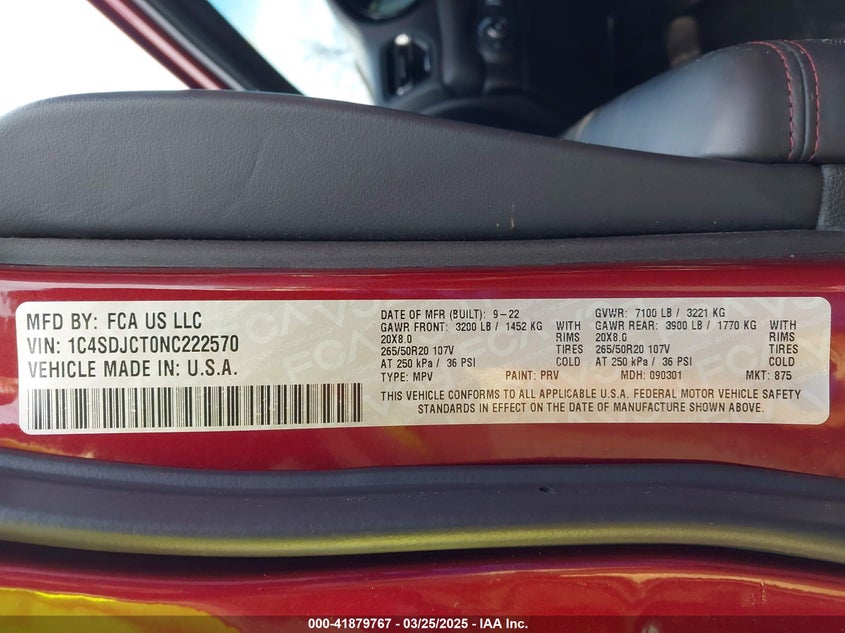 MFD BY: FCA US LLC
VIN: 1C4SDJCT0NC222570
VEHICLE MADE IN: U.S.A.
DATE OF MFR (BUILT): 9-22 GVWR: 7100 LB / 3221 KG
GAWR FRONT: 3200 LB / 1452 KG WITH GAWR REAR: 3900 LB / 1770 KG WITH
20X8.0 RIMS 20X8.0 RIMS
265/50R20 107V TIRES 265/50R20 107V TIRES
AT 250 kPa / 36 PSI COLD AT 250 kPa / 36 PSI COLD
TYPE: MPV PAINT: PRV MDH: 090301 MKT: 875
THIS VEHICLE CONFORMS TO ALL APPLICABLE U.S.A. FEDERAL MOTOR VEHICLE SAFETY
STANDARDS IN EFFECT ON THE DATE OF MANUFACTURE SHOWN ABOVE.
000-41879767 - 03/25/2025 - IAA Inc.